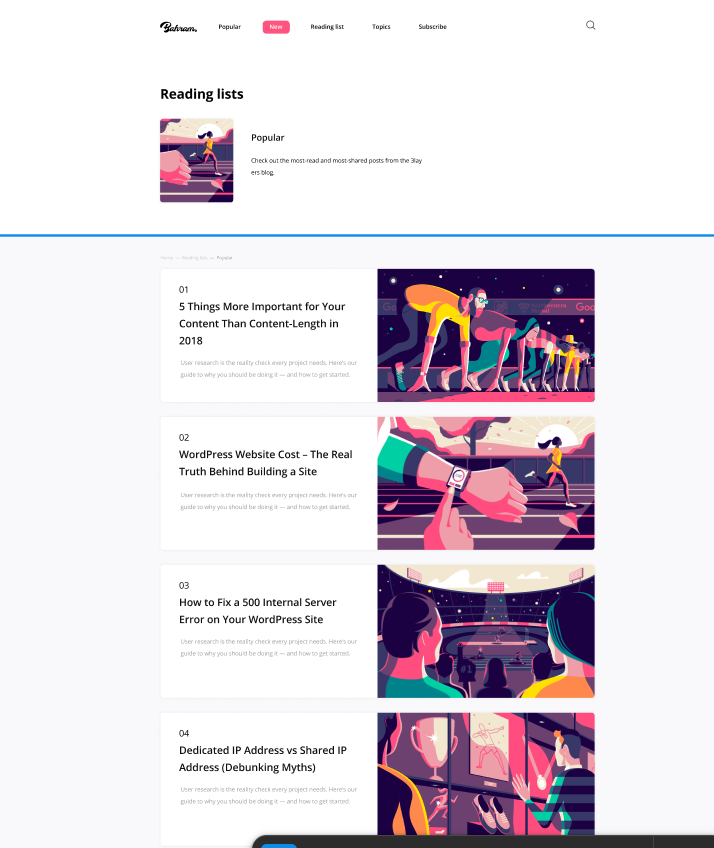 Bahram.
Popular
New
Reading list
Topics
Subscribe
Reading lists
Popular
Check out the most-read and most-shared posts from the 3lay
ers blog.
Home — Reading lists — Popular
01
5 Things More Important for Your
Content Than Content-Length in
2018
User research is the reality check every project needs. Here's our
guide to why you should be doing it — and how to get started.
02
WordPress Website Cost – The Real
Truth Behind Building a Site
User research is the reality check every project needs. Here's our
guide to why you should be doing it — and how to get started.
03
How to Fix a 500 Internal Server
Error on Your WordPress Site
User research is the reality check every project needs. Here's our
guide to why you should be doing it — and how to get started.
#1
04
Dedicated IP Address vs Shared IP
Address (Debunking Myths)
User research is the reality check every project needs. Here's our
guide to why you should be doing it — and how to get started.